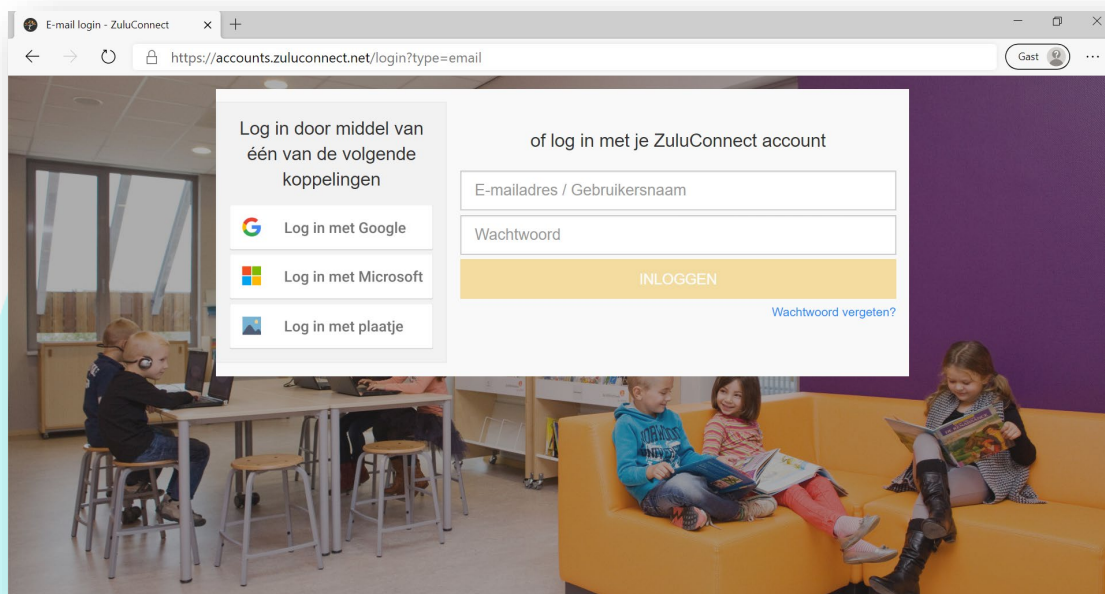 E-mail login - ZuluConnect
https://accounts.zuluconnect.net/login?type=email
Gast
Log in door middel van
één van de volgende
koppelingen
Log in met Google
Log in met Microsoft
Log in met plaatje
of log in met je ZuluConnect account
E-mailadres / Gebruikersnaam
Wachtwoord
INLOGGEN
Wachtwoord vergeten?